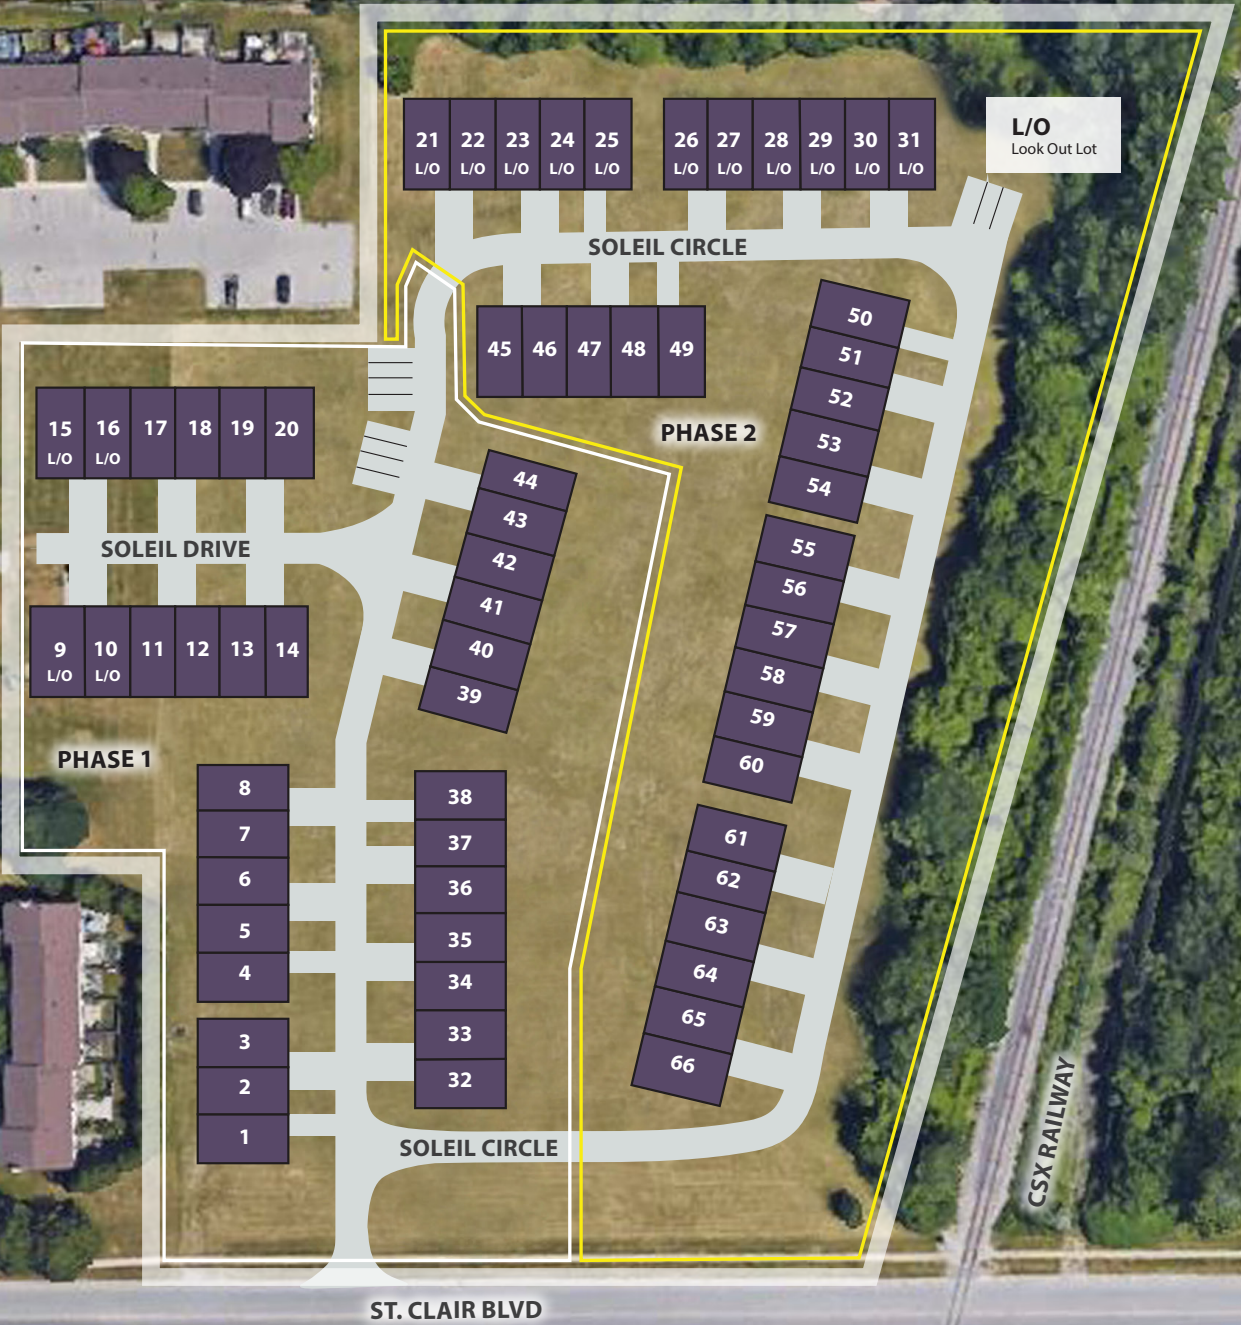 L/O
Look Out Lot
21 22 23 24 25 26 27 28 29 30 31
L/O L/O L/O L/O L/O L/O L/O L/O L/O L/O L/O
SOLEIL CIRCLE
45 46 47 48 49
50
51
52
53
54
PHASE 2
15 16 17 18 19 20
L/O L/O
SOLEIL DRIVE
9 10 11 12 13 14
L/O L/O
44
43
42
41
40
39
55
56
57
58
59
60
PHASE 1
8
7
6
5
4
3
2
1
38
37
36
35
34
33
32
61
62
63
64
65
66
SOLEIL CIRCLE
CSX RAILWAY
ST. CLAIR BLVD